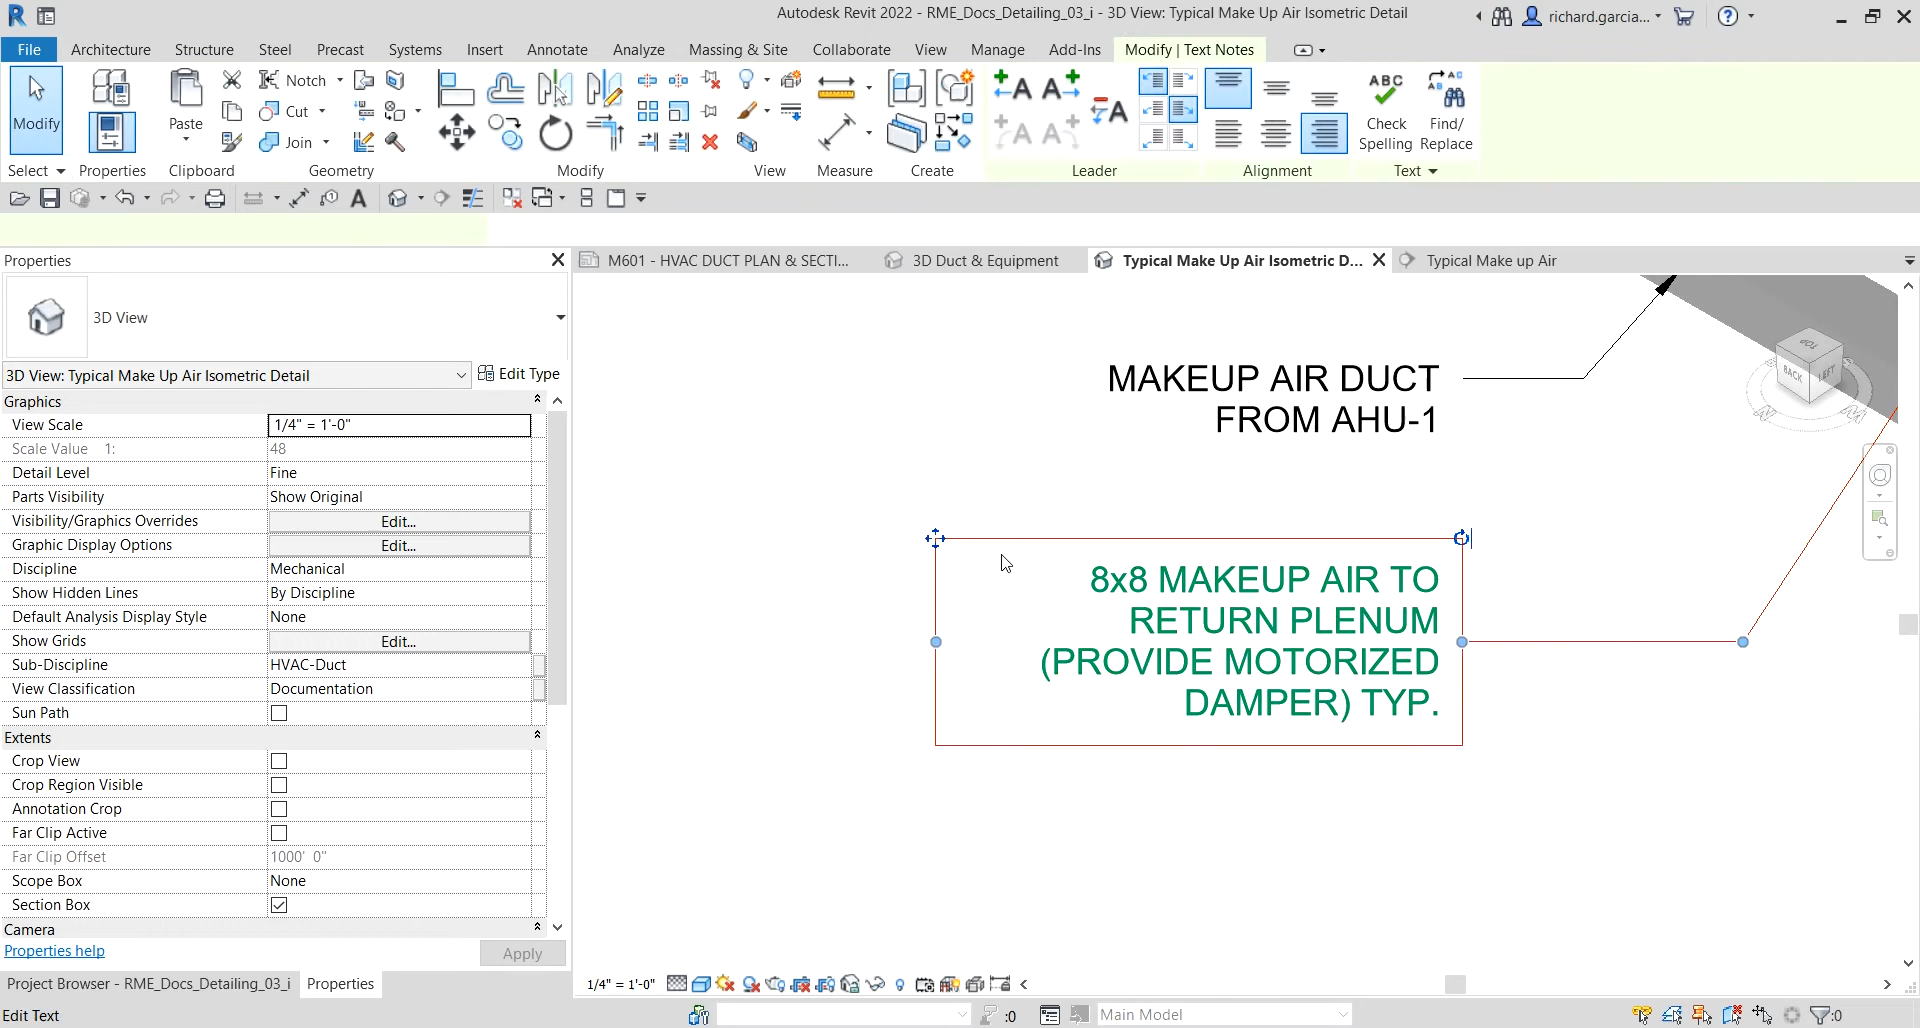 Autodesk Revit 2022 - RME_Docs_Detailing_03_i - 3D View: Typical Make Up Air Isometric Detail
richard.garcia...
File Architecture Structure Steel Precast Systems Insert Annotate Analyze Massing & Site Collaborate View Manage Add-Ins Modify | Text Notes
Modify
Paste
Notch
Cut
Join
ABC
AC
AB AC
Check Spelling
Find/ Replace
Select Properties Clipboard Geometry Modify View Measure Create Leader Alignment Text
Properties
M601 - HVAC DUCT PLAN & SECTI...
3D Duct & Equipment
Typical Make Up Air Isometric D...
Typical Make up Air
3D View
3D View: Typical Make Up Air Isometric Detail
Edit Type
Graphics
View Scale 1/4" = 1'-0"
Scale Value 1: 48
Detail Level Fine
Parts Visibility Show Original
Visibility/Graphics Overrides Edit...
Graphic Display Options Edit...
Discipline Mechanical
Show Hidden Lines By Discipline
Default Analysis Display Style None
Show Grids Edit...
Sub-Discipline HVAC-Duct
View Classification Documentation
Sun Path
Extents
Crop View
Crop Region Visible
Annotation Crop
Far Clip Active
Far Clip Offset 1000' 0"
Scope Box None
Section Box
Camera
Properties help
Apply
Project Browser - RME_Docs_Detailing_03_i
Properties
Edit Text
MAKEUP AIR DUCT
FROM AHU-1
8x8 MAKEUP AIR TO
RETURN PLENUM
(PROVIDE MOTORIZED
DAMPER) TYP.
TOP
BACK
LEFT
1/4" = 1'-0"
:0
Main Model
:0